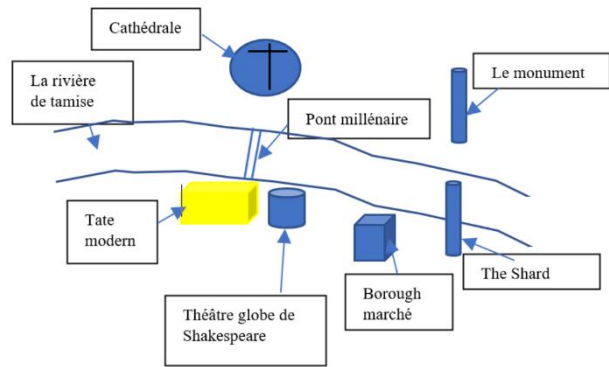 Cathédrale
La rivière
de tamise
Le monument
Pont millénaire
Tate
modern
The Shard
Borough
marché
Théâtre globe de
Shakespeare